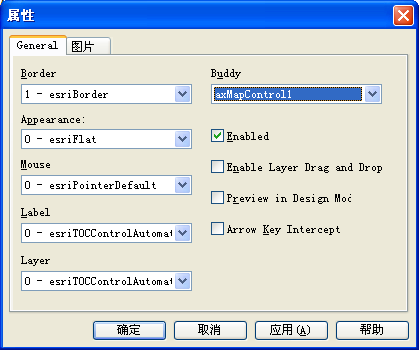 属性
General 图片
Border
1 - esriBorder
Appearance:
0 - esriFlat
Mouse
0 - esriPointerDefault
Label
0 - esriTOCControlAutomat
Layer
0 - esriTOCControlAutomat
Buddy
axMapControl1
Enabled
Enable Layer Drag and Drop
Preview in Design Mod
Arrow Key Intercept
确定 取消 应用(A) 帮助